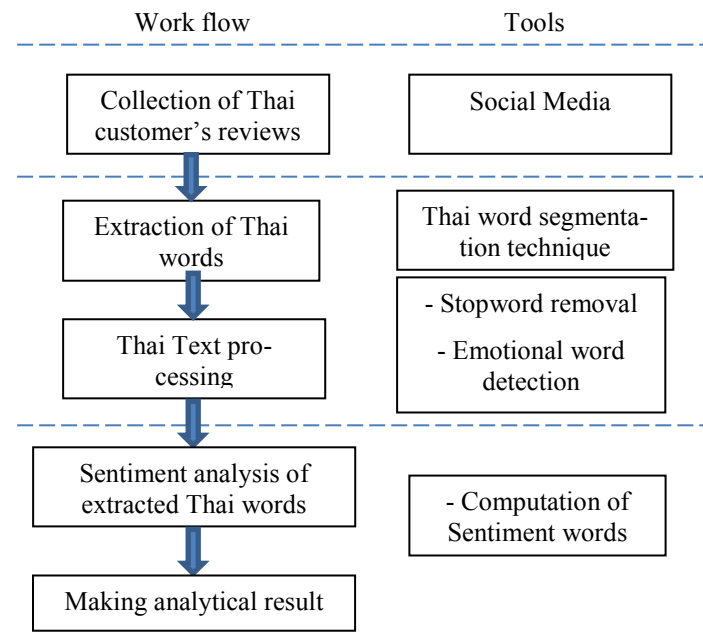 Work flow
Tools
Collection of Thai
customer’s reviews
Social Media
Extraction of Thai
words
Thai word segmenta-
tion technique
- Stopword removal
- Emotional word
detection
Thai Text pro-
cessing
Sentiment analysis of
extracted Thai words
- Computation of
Sentiment words
Making analytical result